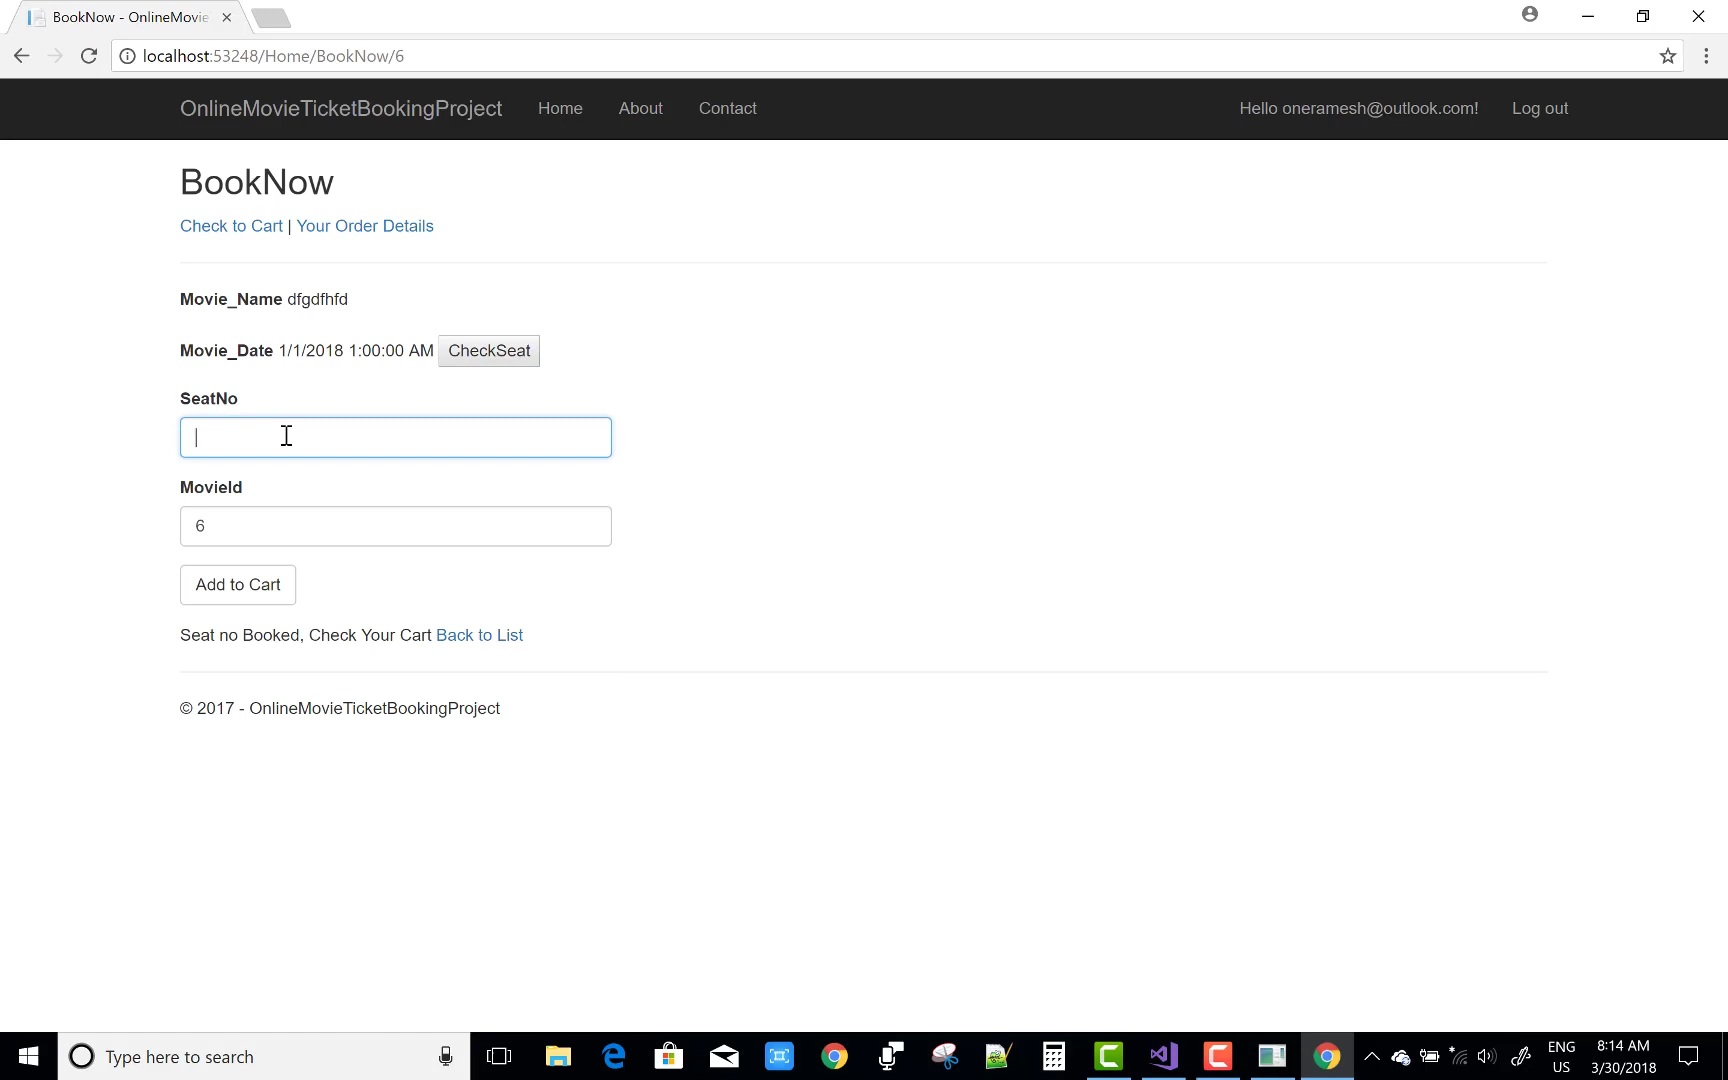 BookNow - OnlineMovie
localhost:53248/Home/BookNow/6
OnlineMovieTicketBookingProject Home About Contact Hello oneramesh@outlook.com! Log out
BookNow
Check to Cart | Your Order Details
Movie_Name dfgdfhfd
Movie_Date 1/1/2018 1:00:00 AM CheckSeat
SeatNo
MovieId
6
Add to Cart
Seat no Booked, Check Your Cart Back to List
© 2017 - OnlineMovieTicketBookingProject
Type here to search
ENG 8:14 AM
US 3/30/2018